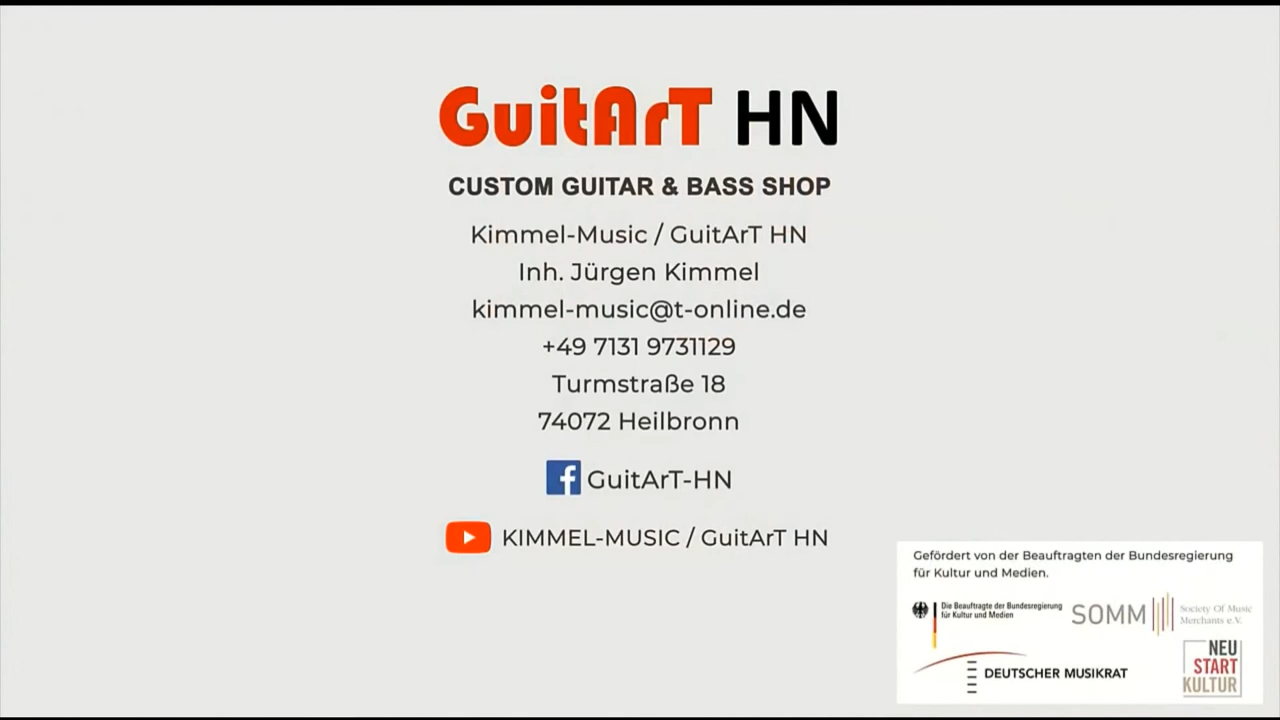 GuitArT HN
CUSTOM GUITAR & BASS SHOP
Kimmel-Music / GuitArT HN
Inh. Jürgen Kimmel
kimmel-music@t-online.de
+49 7131 9731129
Turmstraße 18
74072 Heilbronn
GuitArT-HN
KIMMEL-MUSIC / GuitArT HN
Gefördert von der Beauftragten der Bundesregierung
für Kultur und Medien.
Die Beauftragte der Bundesregierung
für Kultur und Medien
SOMM
Society Of Music
Merchants e.V.
DEUTSCHER MUSIKRAT
NEU
START
KULTUR